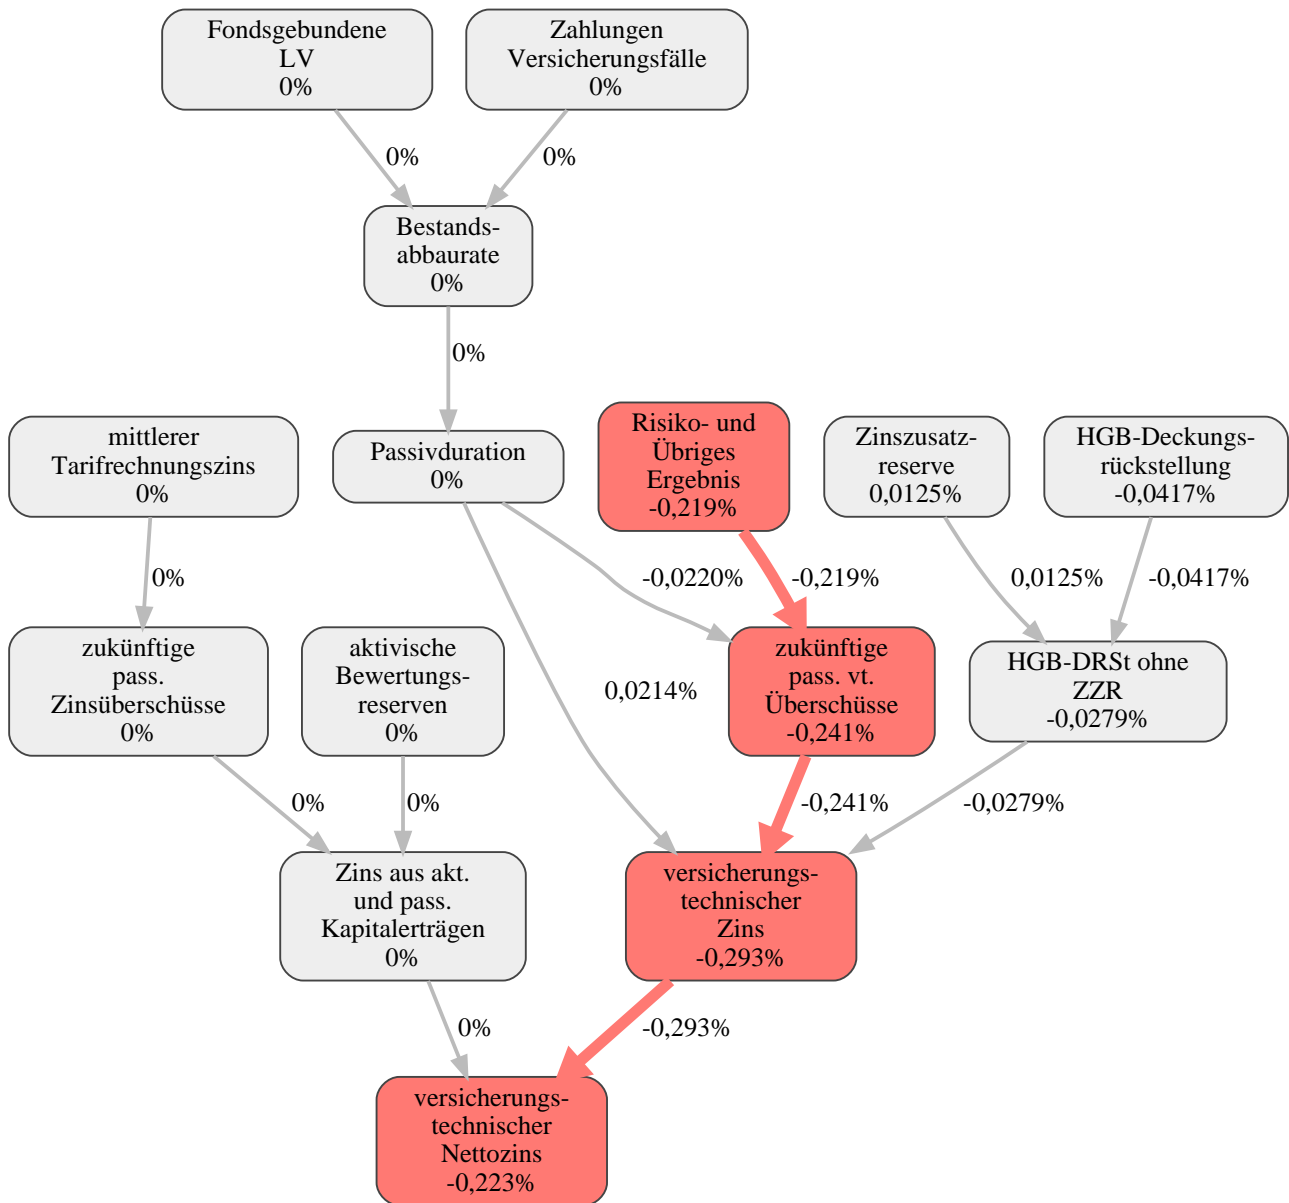 Fondsgebundene
LV
0%
Zahlungen
Versicherungsfälle
0%
0%
0%
Bestands-
abbaurate
0%
0%
mittlerer
Tarifrechnungszins
0%
Passivduration
0%
Risiko- und
Übriges
Ergebnis
-0,219%
Zinszusatz-
reserve
0,0125%
HGB-Deckungs-
rückstellung
-0,0417%
0%
-0,0220%
-0,219%
0,0125%
-0,0417%
zukünftige
pass.
Zinsüberschüsse
0%
aktivische
Bewertungs-
reserven
0%
0,0214%
zukünftige
pass. vt.
Überschüsse
-0,241%
HGB-DRSt ohne
ZZR
-0,0279%
0%
0%
-0,241%
-0,0279%
Zins aus akt.
und pass.
Kapitalerträgen
0%
versicherungs-
technischer
Zins
-0,293%
0%
-0,293%
versicherungs-
technischer
Nettozins
-0,223%